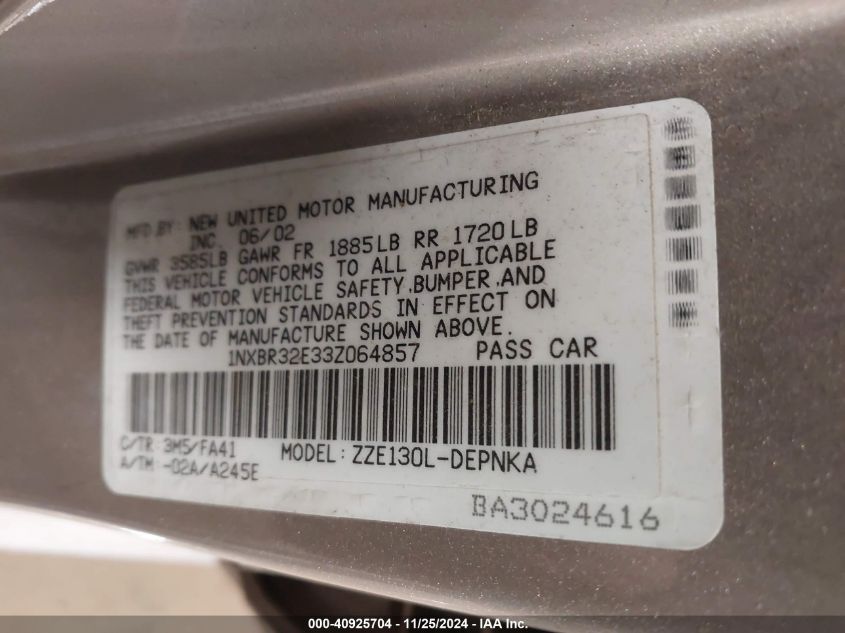 MFD.BY: NEW UNITED MOTOR MANUFACTURING
INC. 06/02
GVWR 3585LB GAWR FR 1885LB RR 1720LB
THIS VEHICLE CONFORMS TO ALL APPLICABLE
FEDERAL MOTOR VEHICLE SAFETY,BUMPER,AND
THEFT PREVENTION STANDARDS IN EFFECT ON
THE DATE OF MANUFACTURE SHOWN ABOVE.
1NXBR32E33Z064857 PASS CAR
C/TR: 3M5/FA41
A/TM: -02A/A245E
MODEL: ZZE130L-DEPNKA
BA3024616
000-40925704 - 11/25/2024 - IAA Inc.